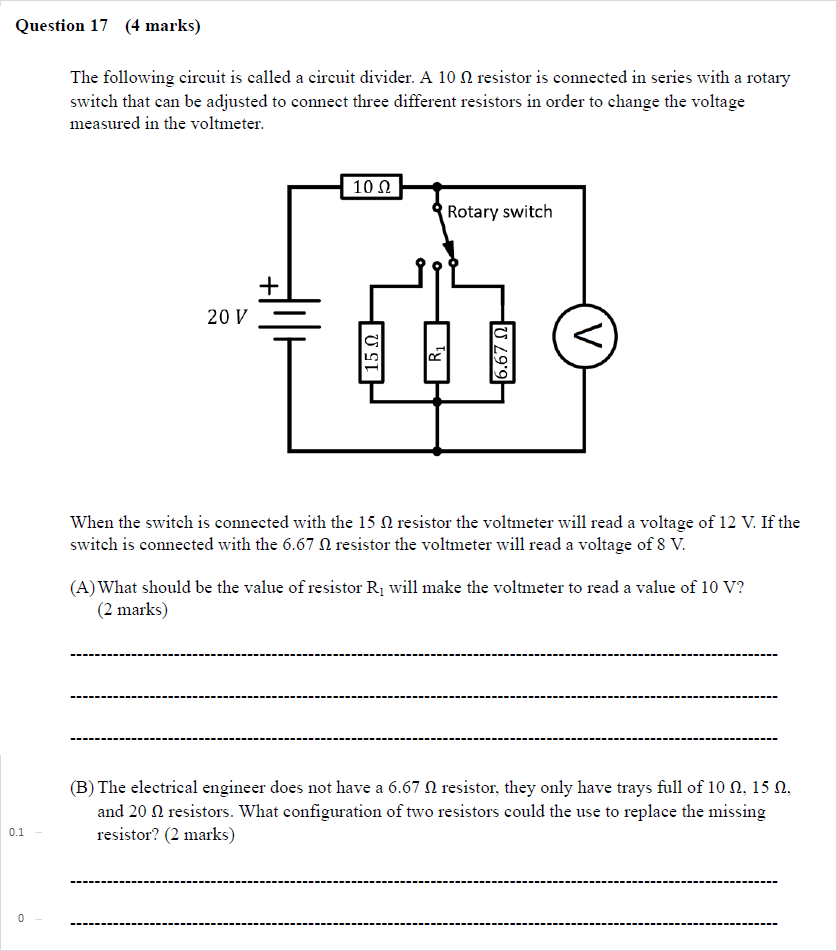 Question 17 (4 marks)
The following circuit is called a circuit divider. A 10 Ω resistor is connected in series with a rotary
switch that can be adjusted to connect three different resistors in order to change the voltage
measured in the voltmeter.
10 Ω
Rotary switch
+
20 V
15 Ω
R₁
6.67 Ω
V
When the switch is connected with the 15 Ω resistor the voltmeter will read a voltage of 12 V. If the
switch is connected with the 6.67 Ω resistor the voltmeter will read a voltage of 8 V.
(A) What should be the value of resistor R₁ will make the voltmeter to read a value of 10 V?
(2 marks)
(B) The electrical engineer does not have a 6.67 Ω resistor, they only have trays full of 10 Ω, 15 Ω,
and 20 Ω resistors. What configuration of two resistors could the use to replace the missing
0.1
resistor? (2 marks)
0